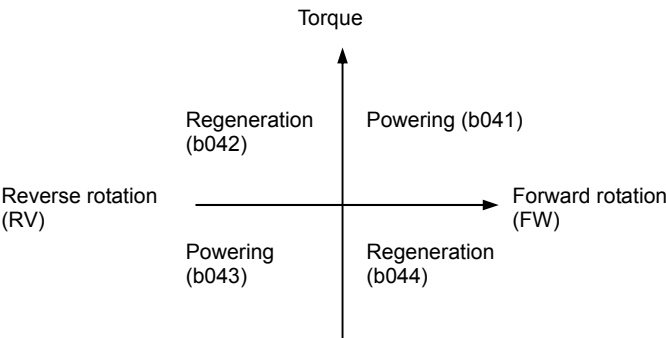 Torque
Regeneration
(b042)
Powering (b041)
Reverse rotation
(RV)
Forward rotation
(FW)
Powering
(b043)
Regeneration
(b044)